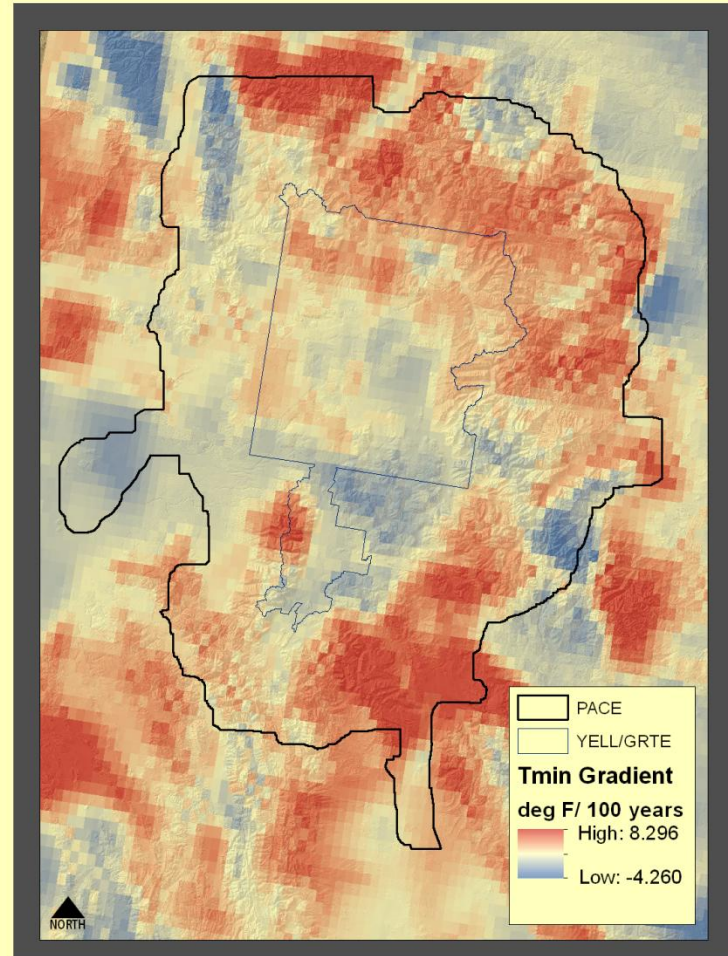 PACE
YELL/GRTE
Tmin Gradient
deg F/ 100 years
High: 8.296
Low: -4.260
NORTH